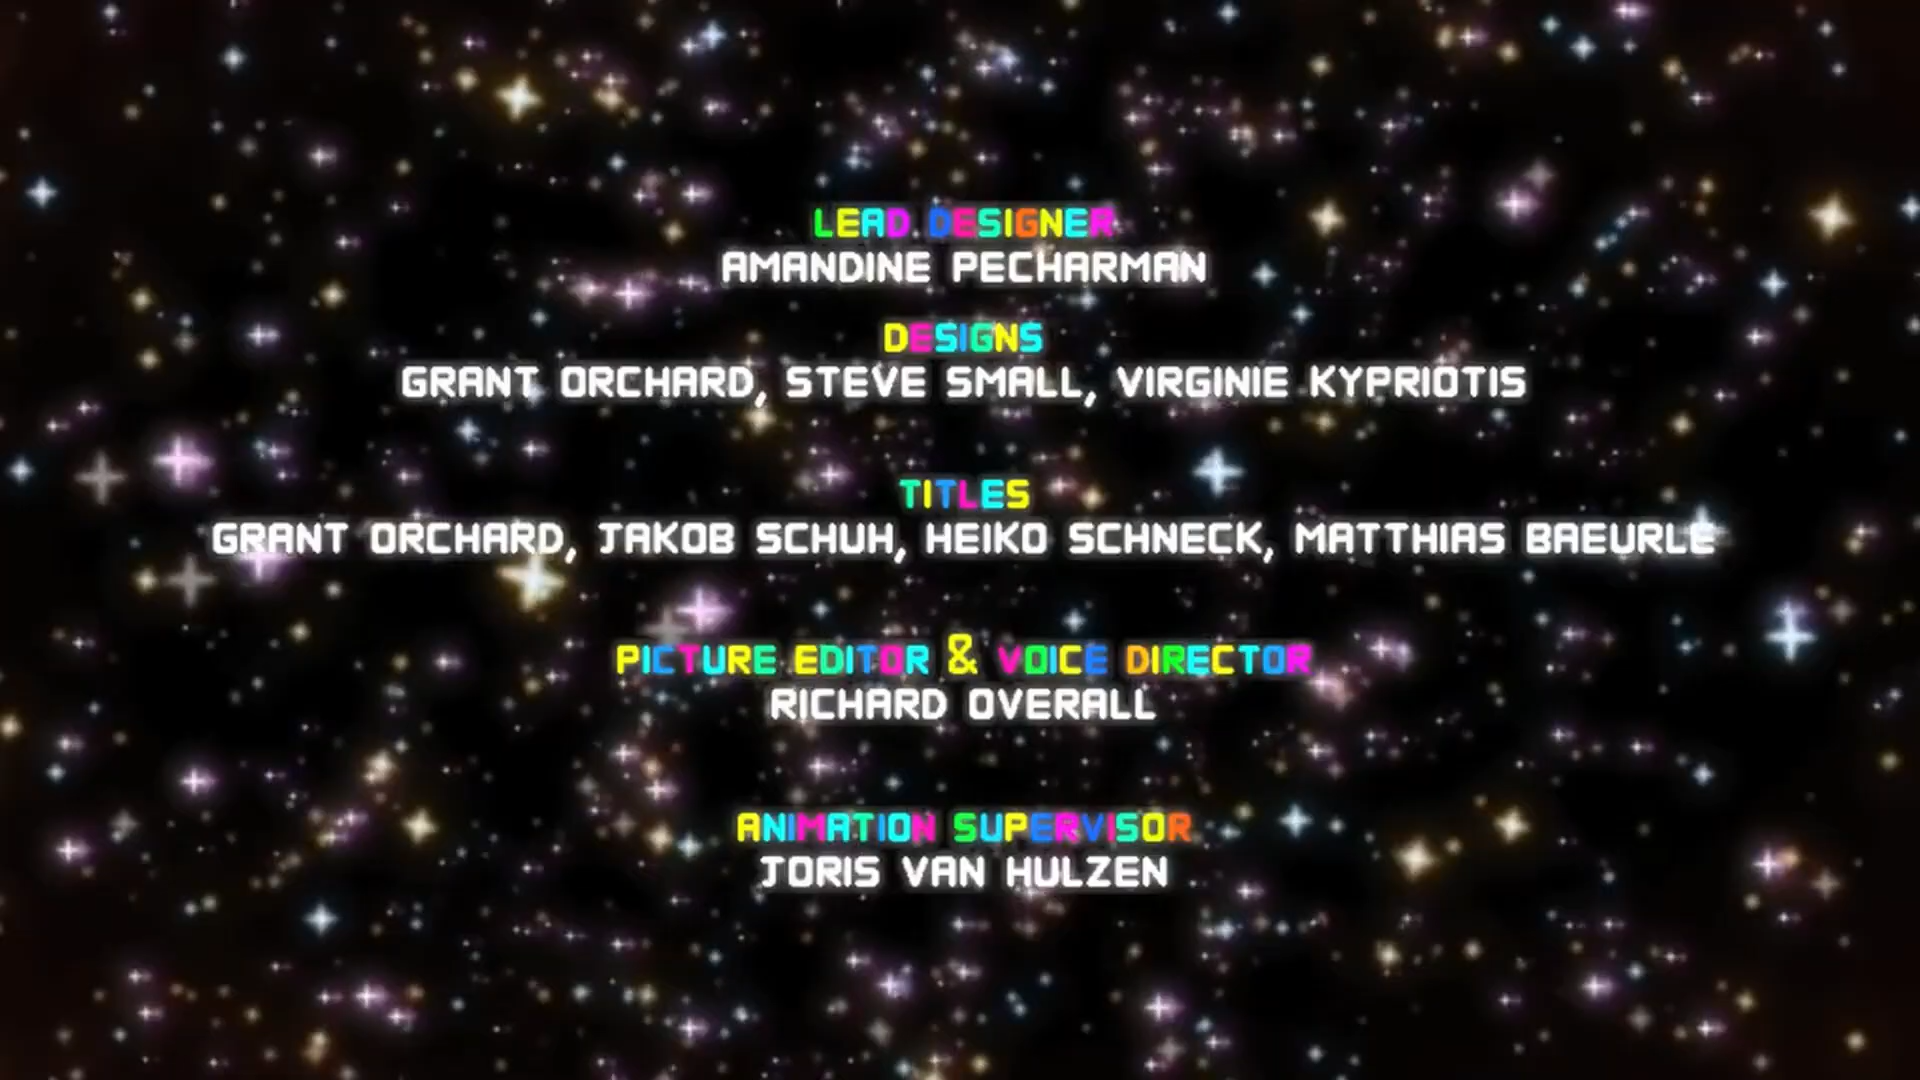 LEAD DESIGNER
AMANDINE PECHARMAN
DESIGNS
GRANT ORCHARD, STEVE SMALL, VIRGINIE KYPRIOTIS
TITLES
GRANT ORCHARD, JAKOB SCHUH, HEIKO SCHNECK, MATTHIAS BAEURLE
PICTURE EDITOR & VOICE DIRECTOR
RICHARD OVERALL
ANIMATION SUPERVISOR
JORIS VAN HULZEN